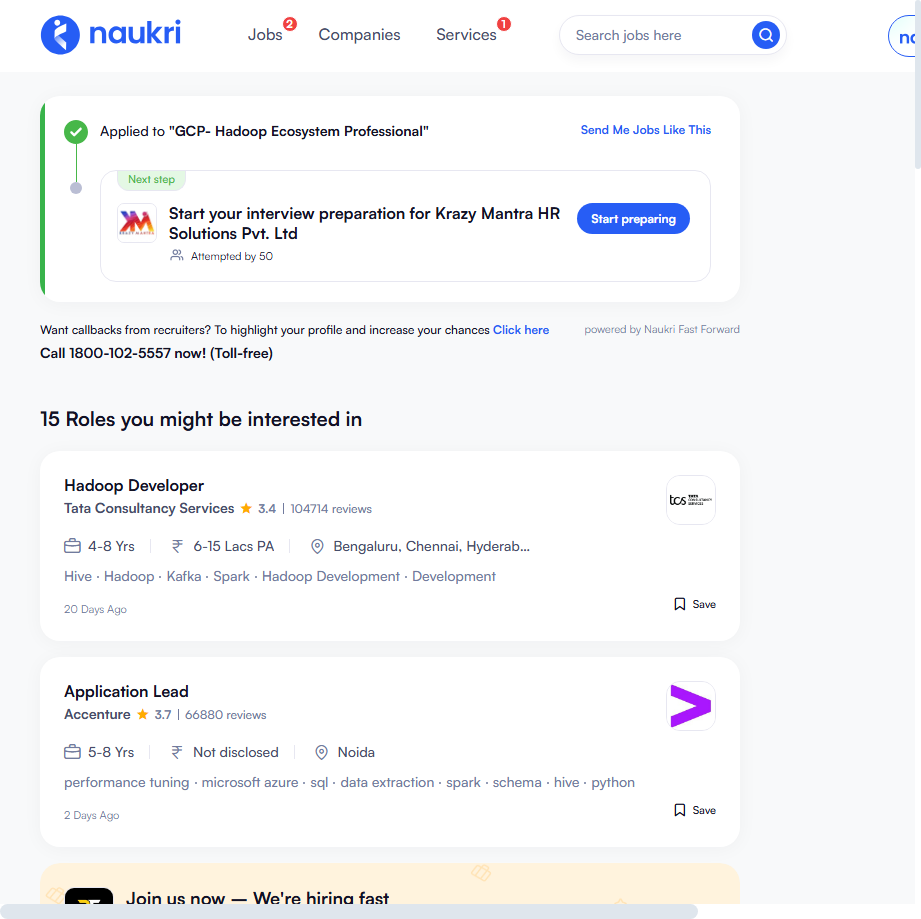 naukri
Jobs 2
Companies
Services 1
Search jobs here
Applied to "GCP- Hadoop Ecosystem Professional"
Send Me Jobs Like This
Next step
Start your interview preparation for Krazy Mantra HR
Solutions Pvt. Ltd
Start preparing
KRAZY MANTRA
Attempted by 50
Want callbacks from recruiters? To highlight your profile and increase your chances Click here
powered by Naukri Fast Forward
Call 1800-102-5557 now! (Toll-free)
15 Roles you might be interested in
Hadoop Developer
Tata Consultancy Services 3.4 | 104714 reviews
tcs TATA CONSULTANCY SERVICES
4-8 Yrs
6-15 Lacs PA
Bengaluru, Chennai, Hyderab...
Hive · Hadoop · Kafka · Spark · Hadoop Development · Development
20 Days Ago
Save
Application Lead
Accenture 3.7 | 66880 reviews
5-8 Yrs
Not disclosed
Noida
performance tuning · microsoft azure · sql · data extraction · spark · schema · hive · python
2 Days Ago
Save
Join us now — We're hiring fast